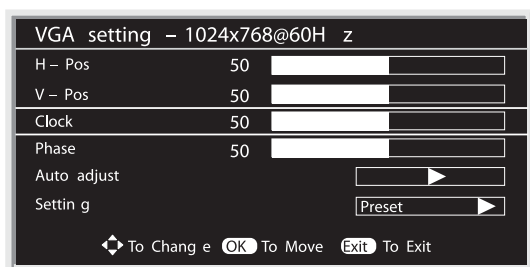 VGA setting – 1024x768@60H z
H – Pos 50
V – Pos 50
Clock 50
Phase 50
Auto adjust
Settin g Preset
To Chang e OK To Move Exit To Exit